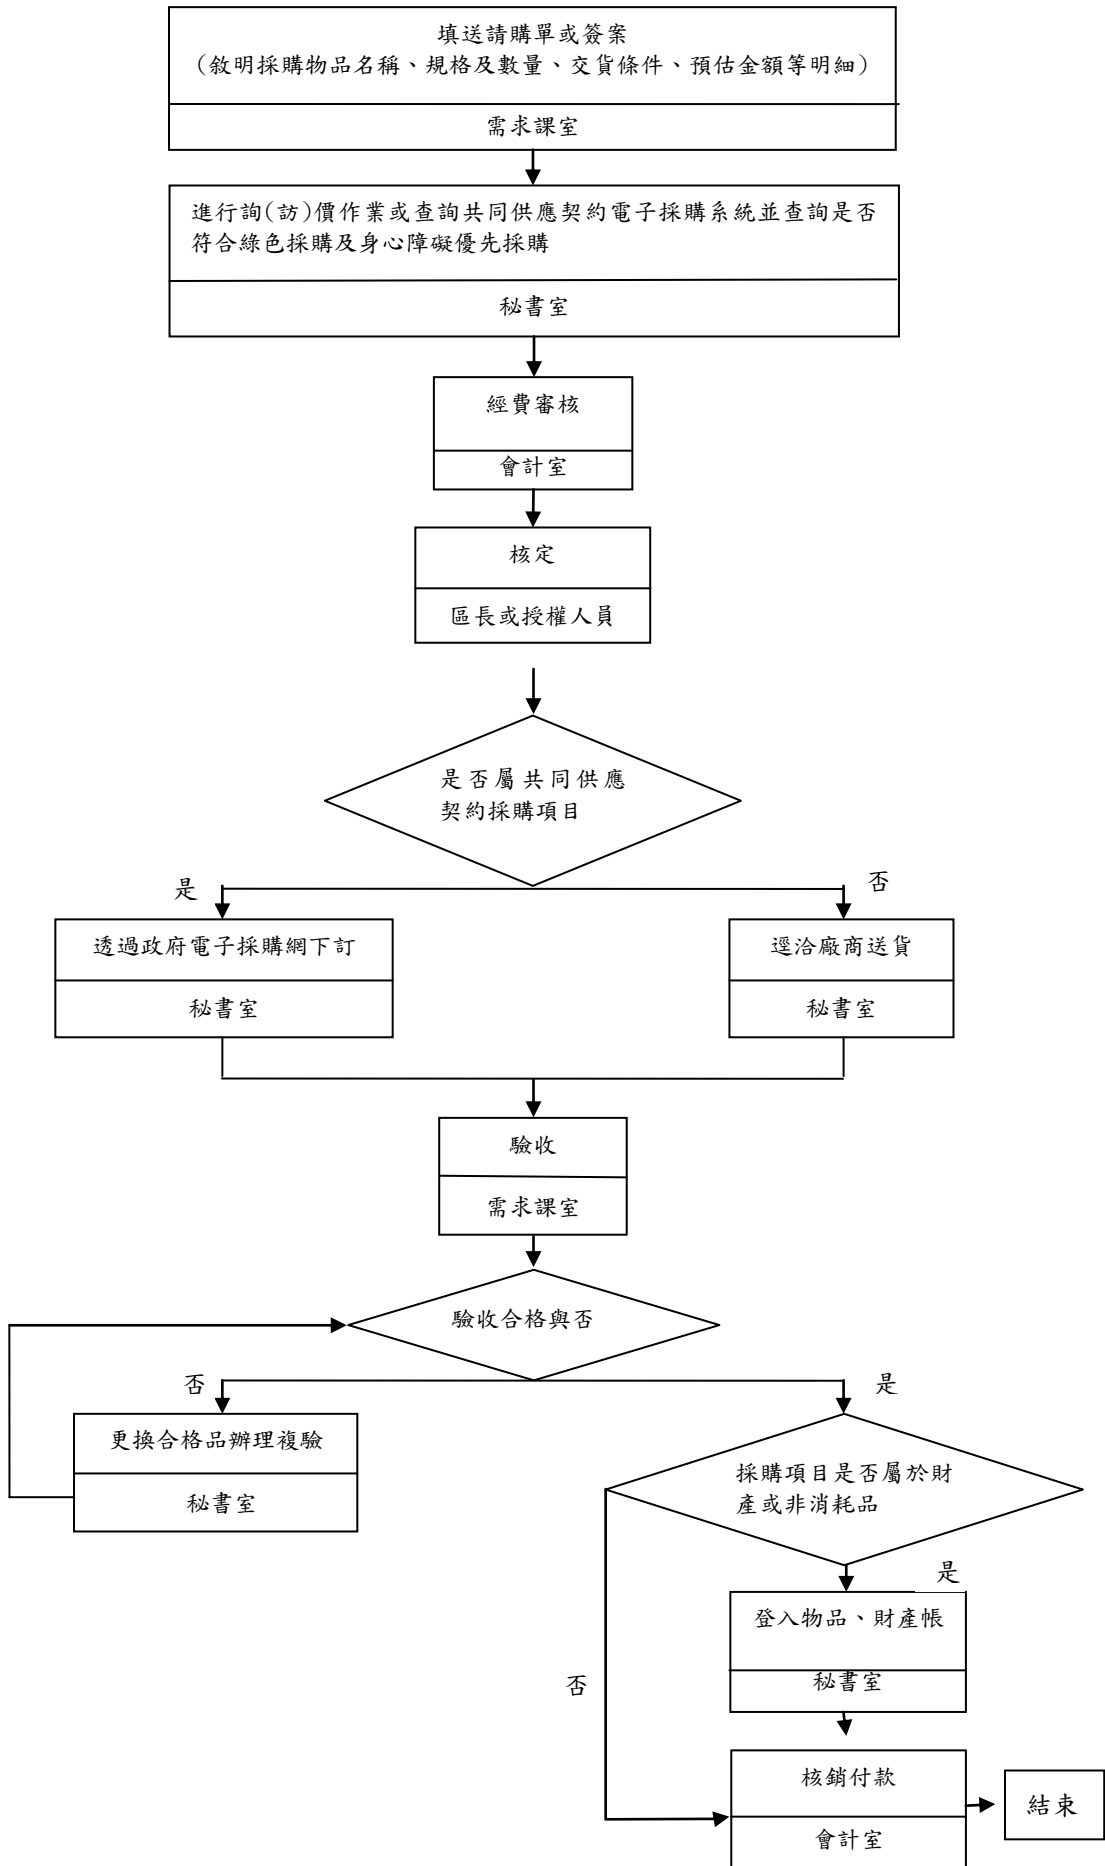 填送請購單或簽案
(敘明採購物品名稱、規格及數量、交貨條件、預估金額等明細)
需求課室
進行詢(訪)價作業或查詢共同供應契約電子採購系統並查詢是否
符合綠色採購及身心障礙優先採購
秘書室
經費審核
會計室
核定
區長或授權人員
是否屬共同供應
契約採購項目
是
否
透過政府電子採購網下訂
秘書室
逕洽廠商送貨
秘書室
驗收
需求課室
驗收合格與否
否
是
更換合格品辦理複驗
秘書室
採購項目是否屬於財
產或非消耗品
是
登入物品、財產帳
秘書室
否
核銷付款
會計室
結束